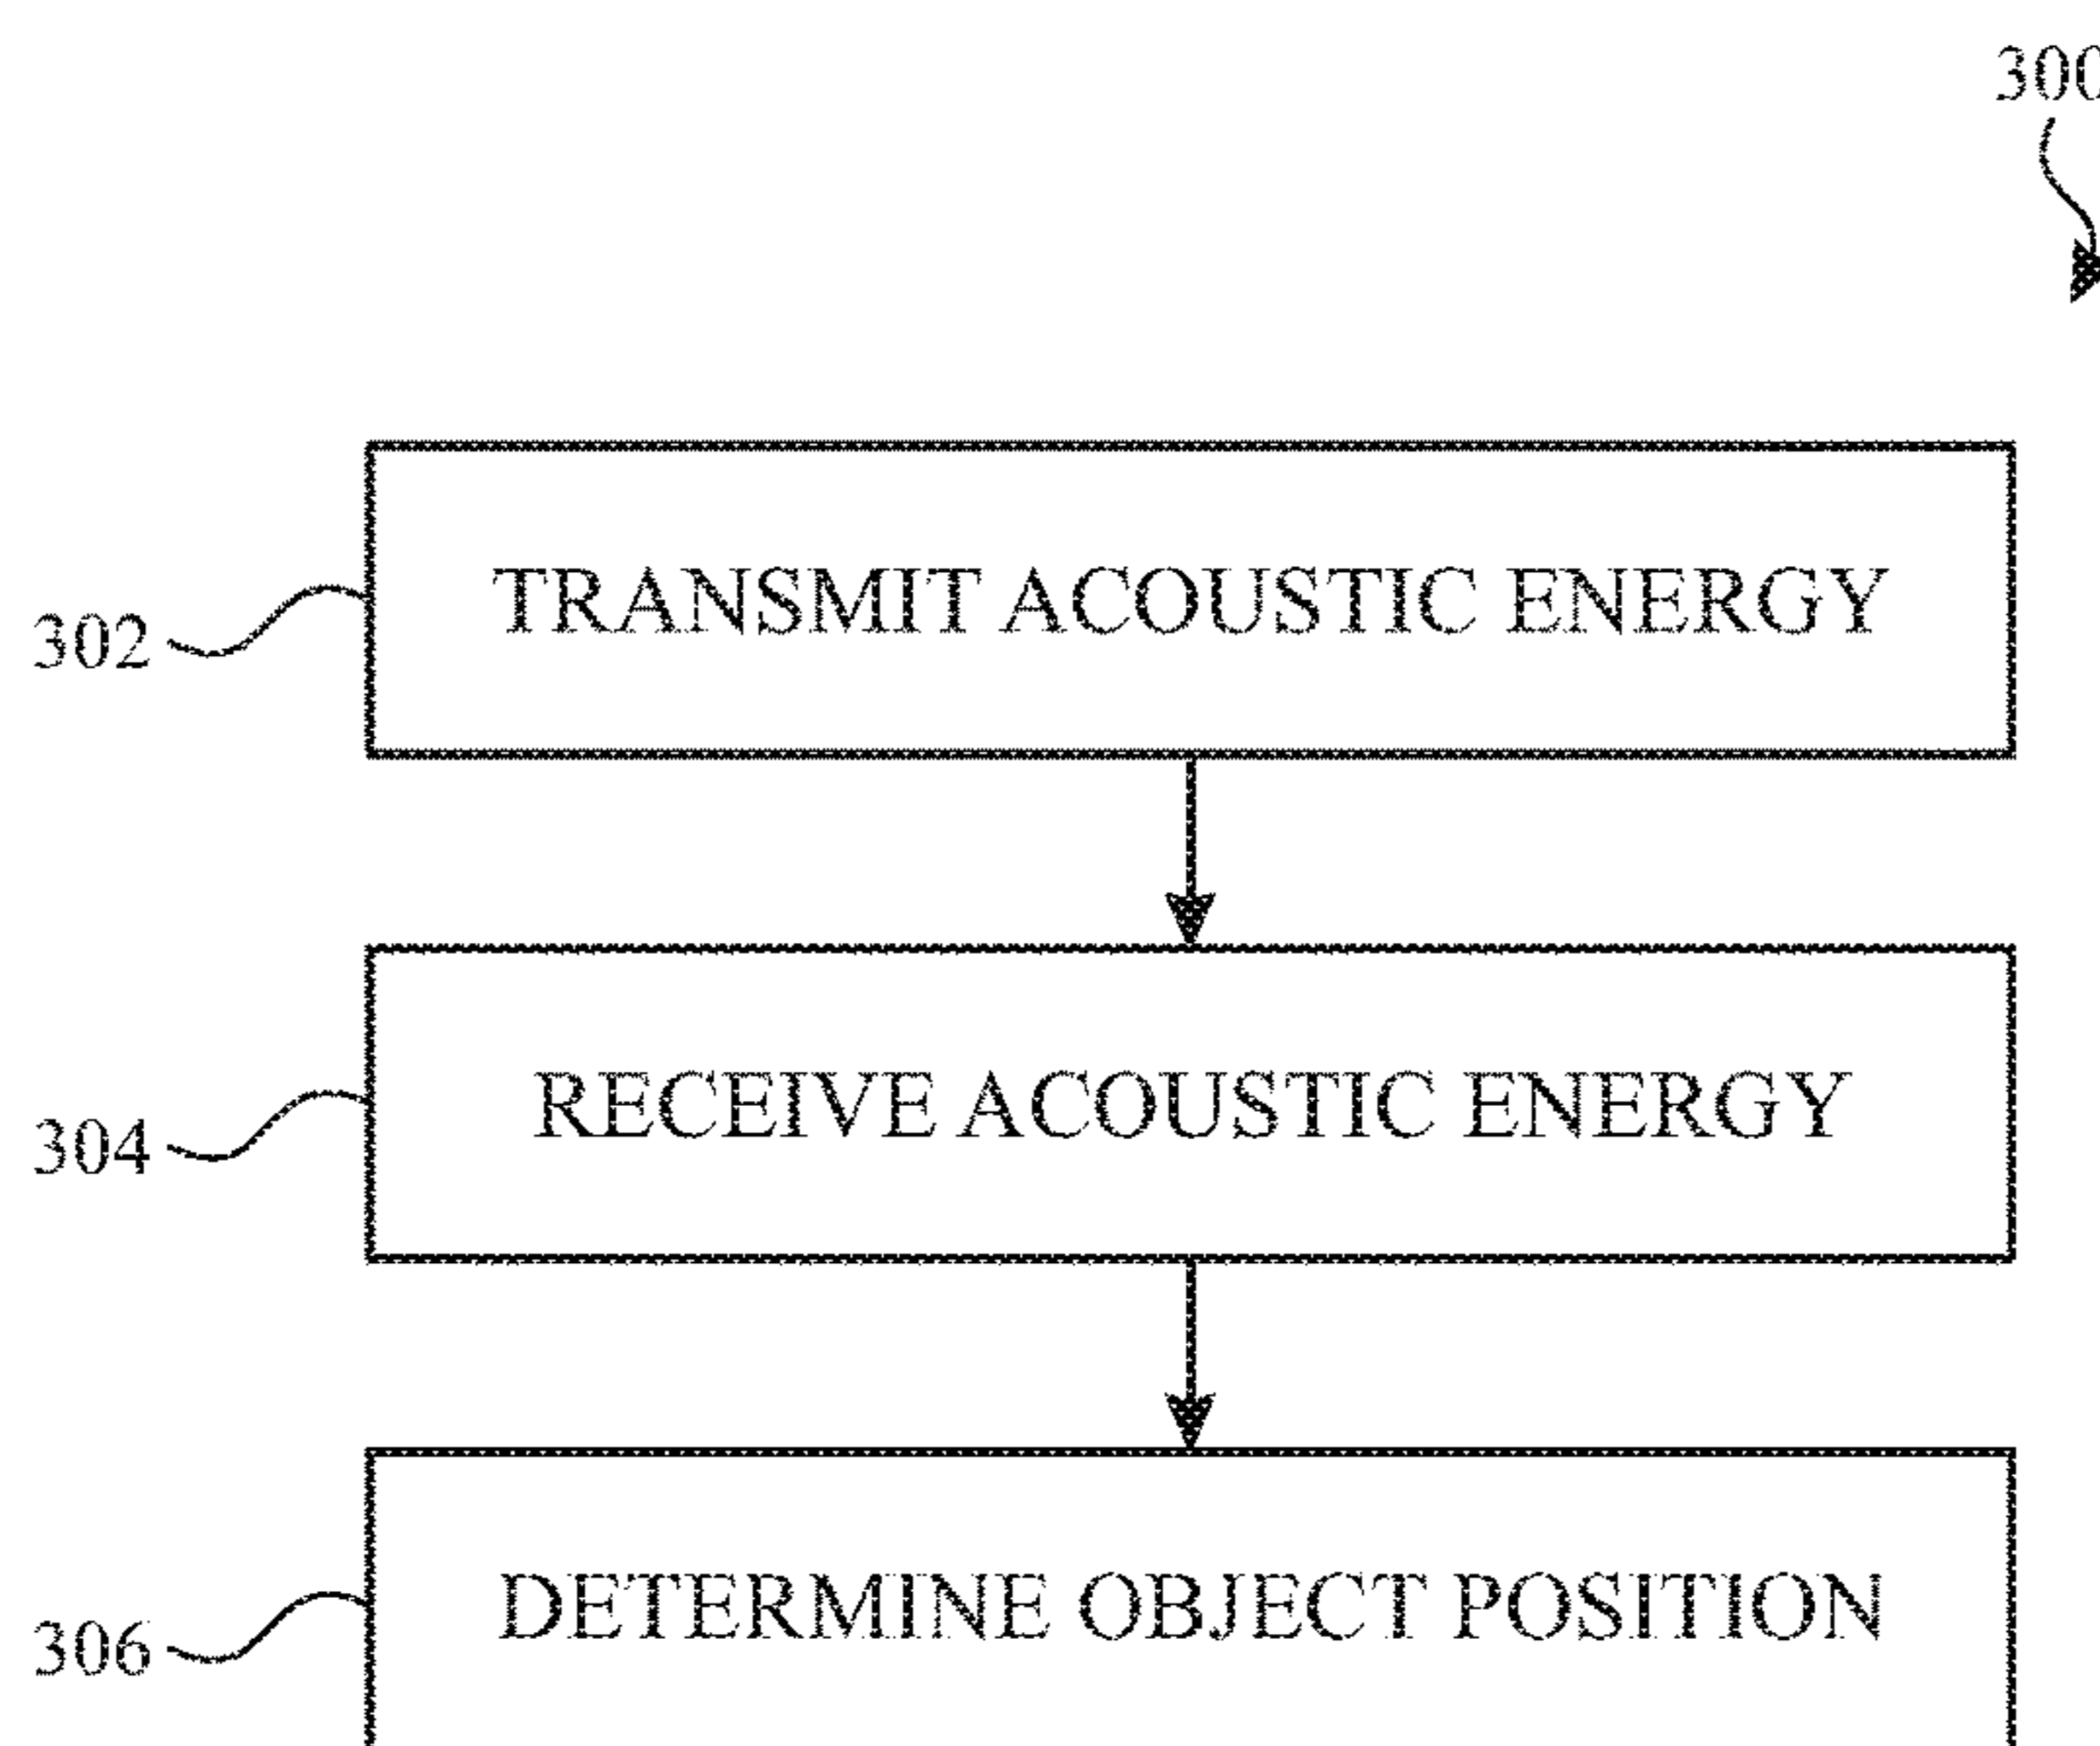 300
TRANSMIT ACOUSTIC ENERGY
302
RECEIVE ACOUSTIC ENERGY
304
DETERMINE OBJECT POSITION
306